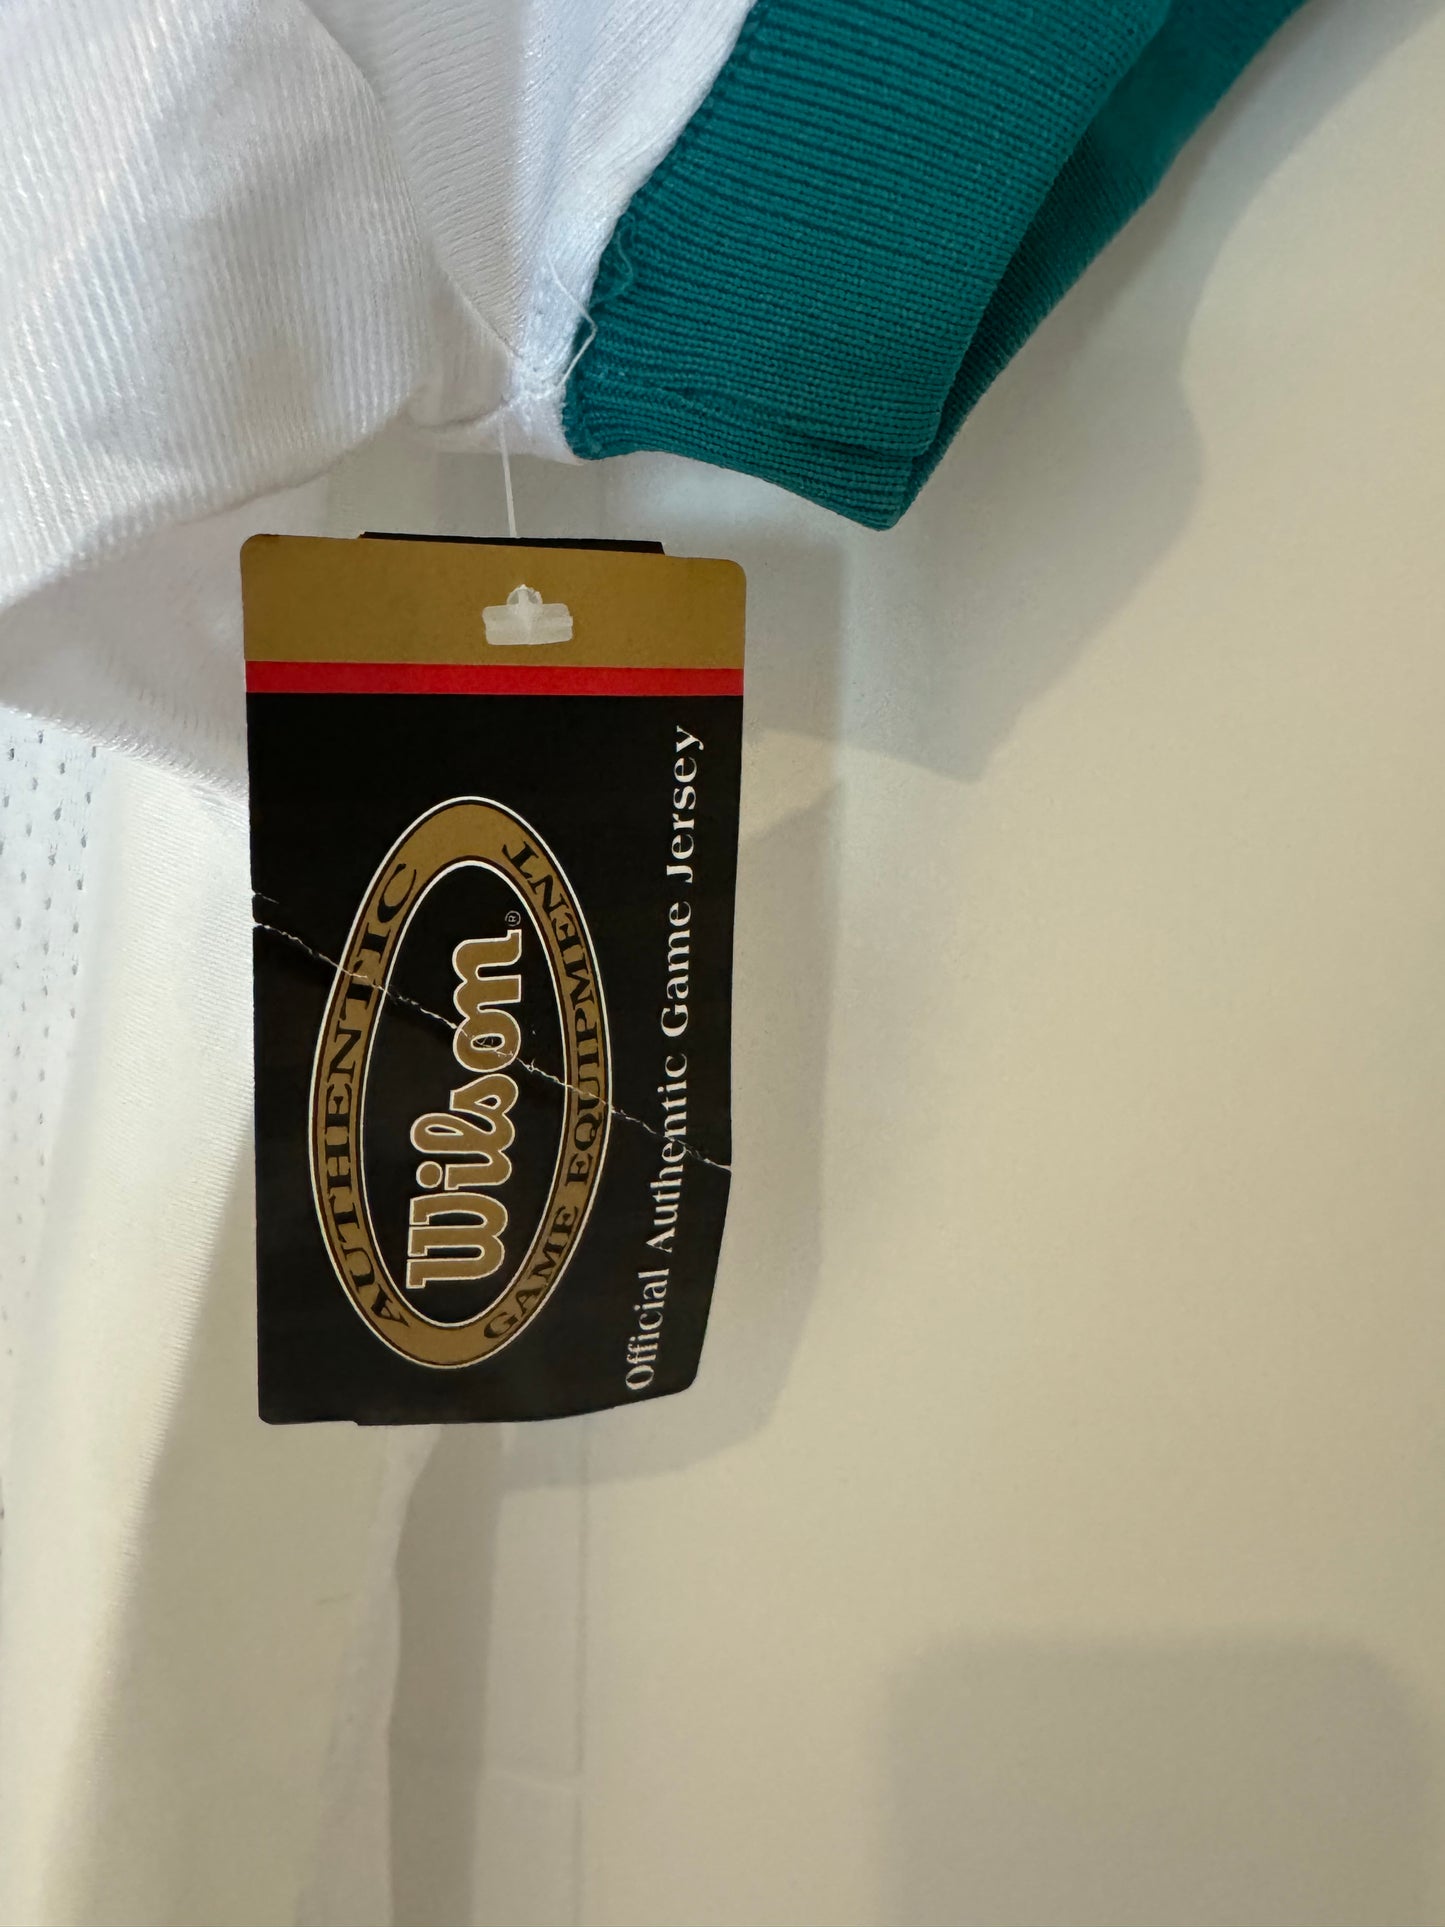 AUTHENTIC
Wilson®
GAME EQUIPMENT
Official Authentic Game Jersey